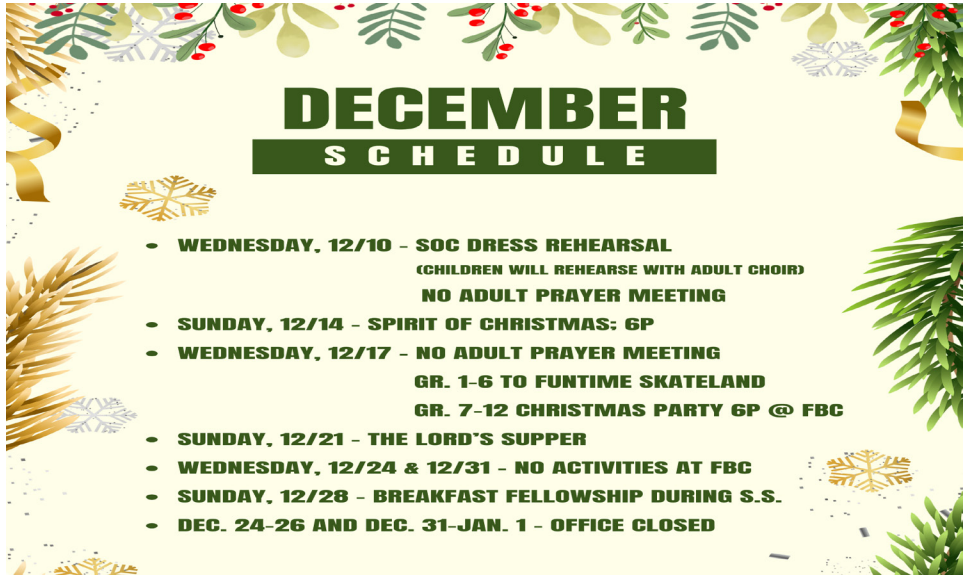 DECEMBER
SCHEDULE
• WEDNESDAY, 12/10 - SOC DRESS REHEARSAL
(CHILDREN WILL REHEARSE WITH ADULT CHOIR)
NO ADULT PRAYER MEETING
• SUNDAY, 12/14 - SPIRIT OF CHRISTMAS; 6P
• WEDNESDAY, 12/17 - NO ADULT PRAYER MEETING
GR. 1-6 TO FUNTIME SKATELAND
GR. 7-12 CHRISTMAS PARTY 6P @ FBC
• SUNDAY, 12/21 - THE LORD'S SUPPER
• WEDNESDAY, 12/24 & 12/31 - NO ACTIVITIES AT FBC
• SUNDAY, 12/28 - BREAKFAST FELLOWSHIP DURING S.S.
• DEC. 24-26 AND DEC. 31-JAN. 1 - OFFICE CLOSED